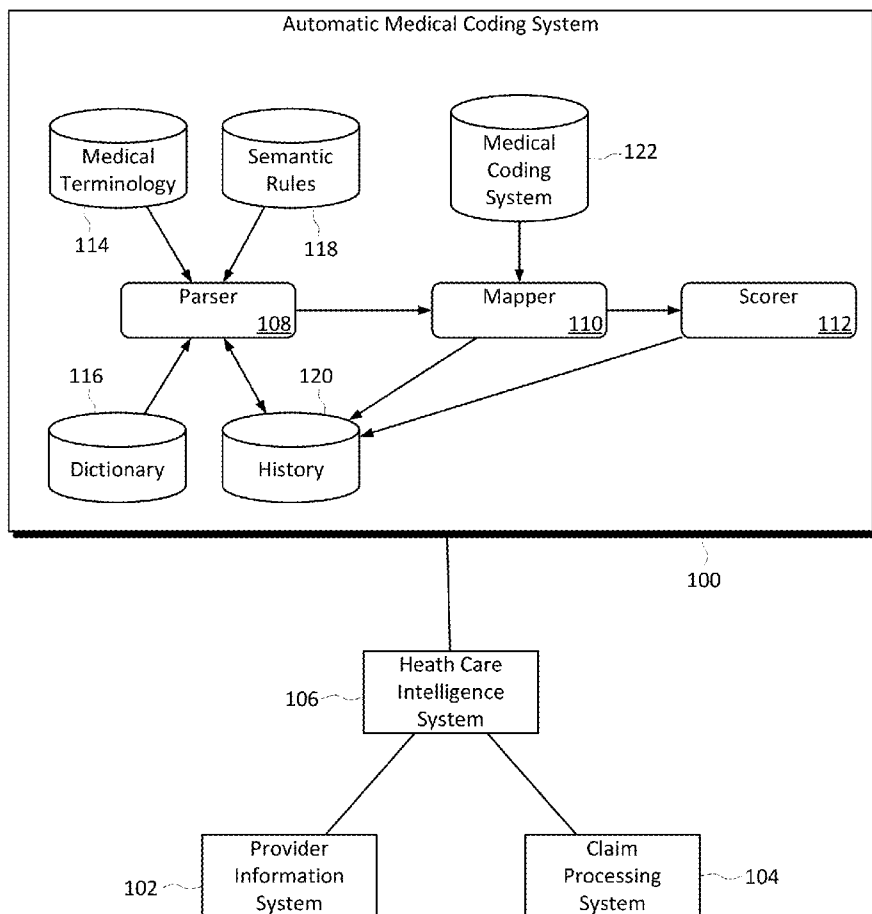 Automatic Medical Coding System
Medical
Terminology
Semantic
Rules
Medical
Coding
System
122
114
118
Parser
108
Mapper
110
Scorer
112
116
120
Dictionary
History
100
Heath Care
Intelligence
System
106
Provider
Information
System
102
Claim
Processing
System
104